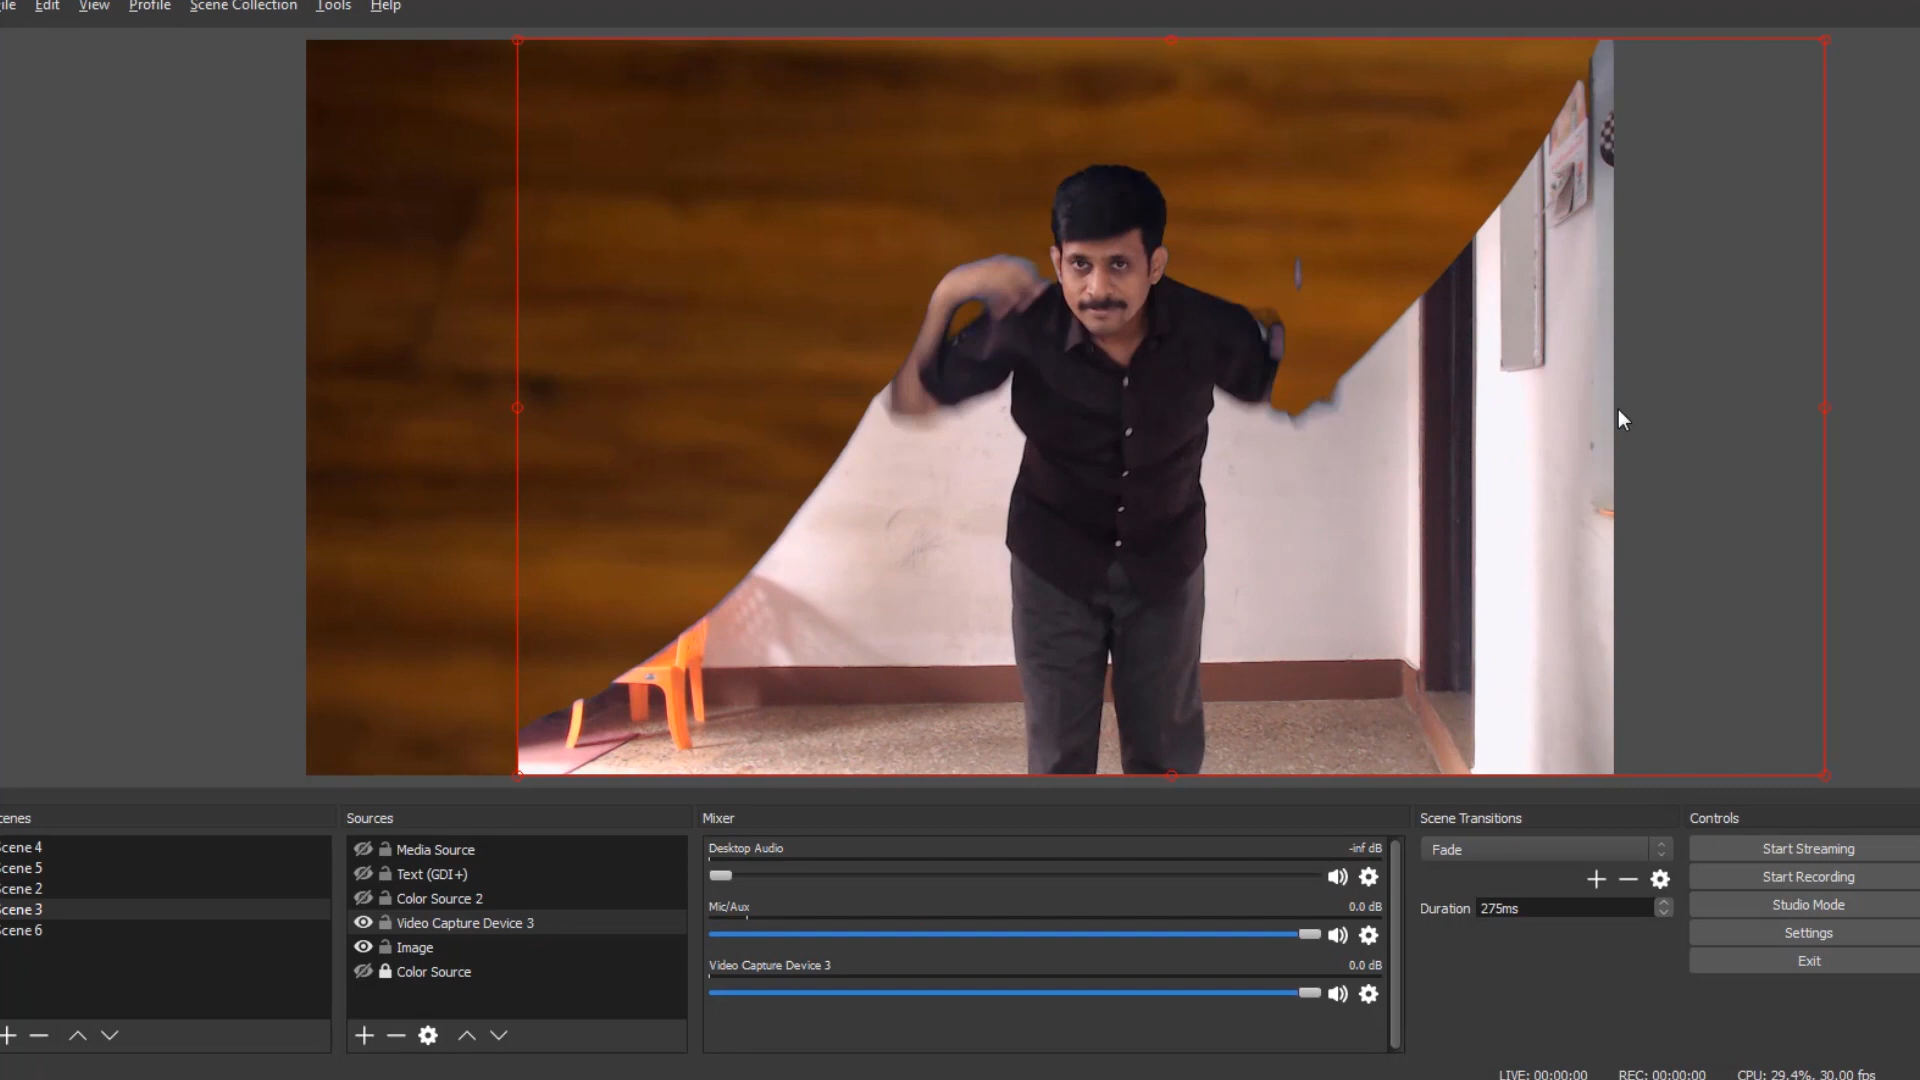 ile Edit View Profile Scene Collection Tools Help
cenes
cene 4
cene 5
cene 2
cene 3
cene 6
Sources
Media Source
Text (GDI+)
Color Source 2
Video Capture Device 3
Image
Color Source
Mixer
Desktop Audio -inf dB
Mic/Aux 0.0 dB
Video Capture Device 3 0.0 dB
Scene Transitions
Fade
Duration 275ms
Controls
Start Streaming
Start Recording
Studio Mode
Settings
Exit
LIVE: 00:00:00 REC: 00:00:00 CPU: 29.4%, 30.00 fps